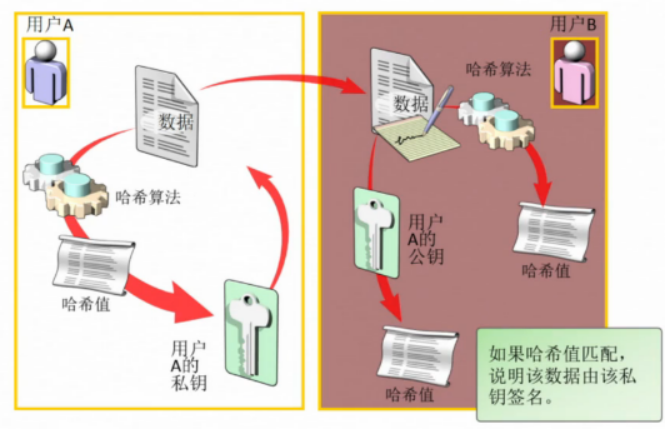 用户A
数据
哈希算法
哈希值
用户
A的
私钥
用户B
哈希算法
数据
用户
A的
公钥
哈希值
哈希值
如果哈希值匹配，
说明该数据由该私
钥签名。